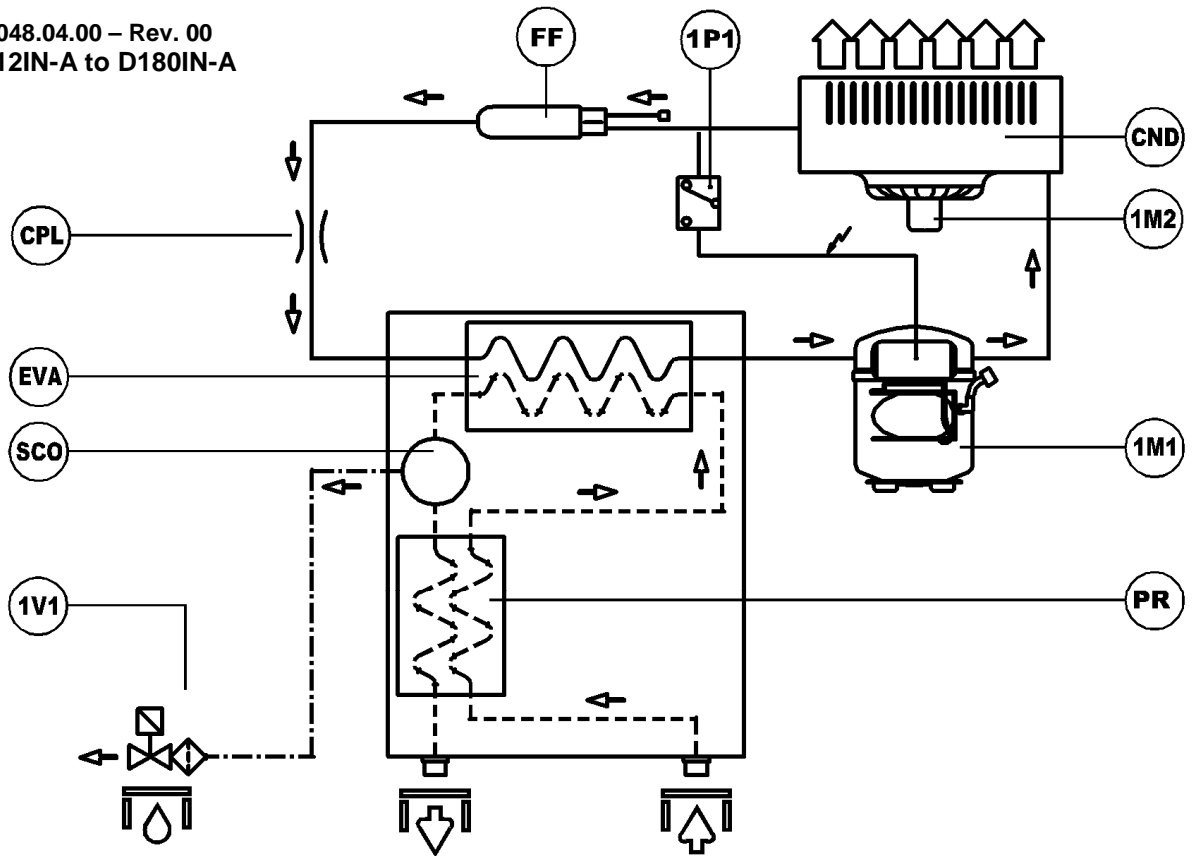 048.04.00 – Rev. 00
12IN-A to D180IN-A
FF
1P1
CND
CPL
1M2
EVA
SCO
1M1
1V1
PR